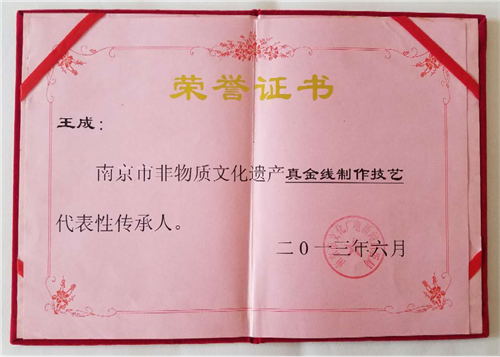 荣誉证书
王成：
南京市非物质文化遗产真金线制作技艺
代表性传承人。
二0一三年六月